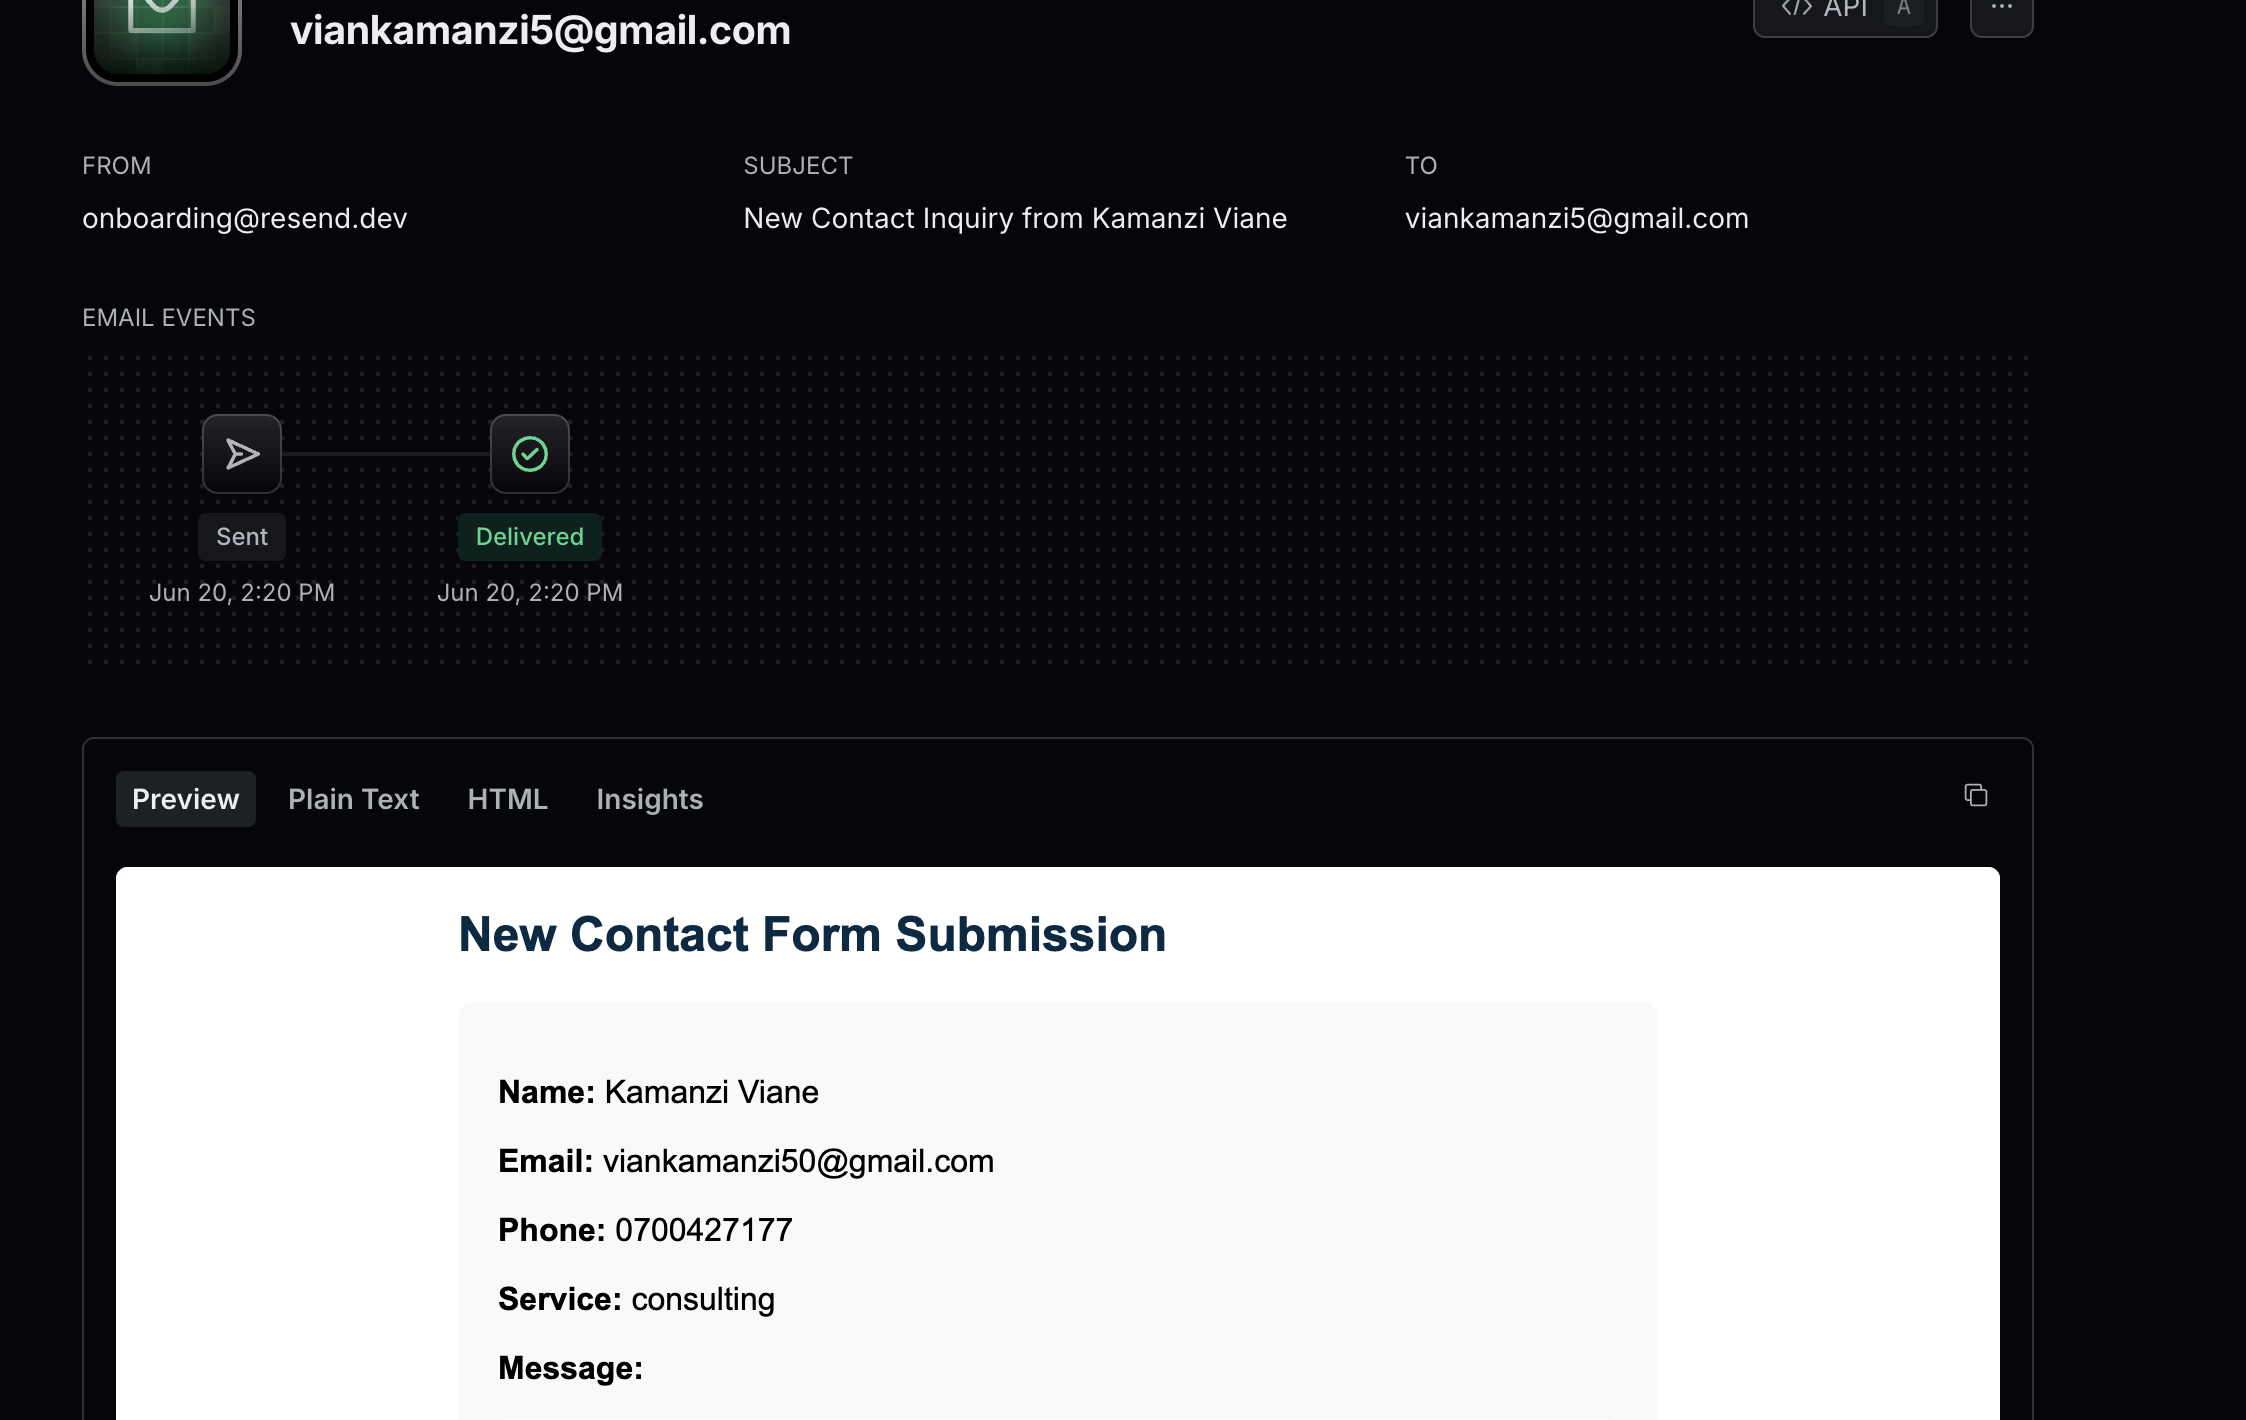 viankamanzi5@gmail.com
</> API A
FROM
onboarding@resend.dev
SUBJECT
New Contact Inquiry from Kamanzi Viane
TO
viankamanzi5@gmail.com
EMAIL EVENTS
Sent
Jun 20, 2:20 PM
Delivered
Jun 20, 2:20 PM
Preview
Plain Text
HTML
Insights
New Contact Form Submission
Name: Kamanzi Viane
Email: viankamanzi50@gmail.com
Phone: 0700427177
Service: consulting
Message: